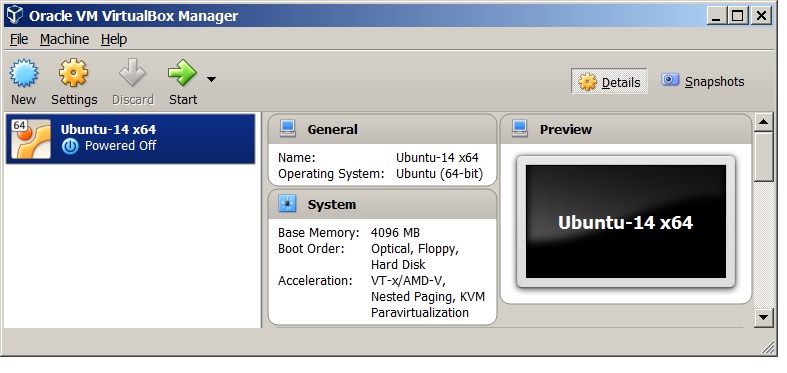 Oracle VM VirtualBox Manager
File Machine Help
New Settings Discard Start
Details Snapshots
64
Ubuntu-14 x64
Powered Off
General
Name: Ubuntu-14 x64
Operating System: Ubuntu (64-bit)
System
Base Memory: 4096 MB
Boot Order: Optical, Floppy,
Hard Disk
Acceleration: VT-x/AMD-V,
Nested Paging, KVM
Paravirtualization
Preview
Ubuntu-14 x64